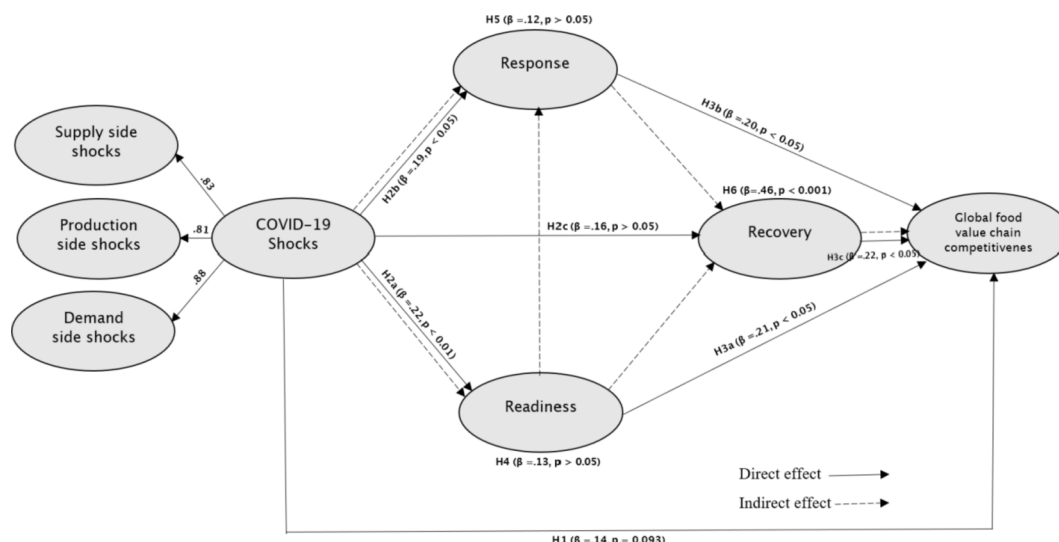 H5 (β =.12, p > 0.05)
Response
Supply side
shocks
.83
H2b (β =.19, p < 0.05)
H3b (β =.20, p < 0.05)
H6 (β=.46, p < 0.001)
Production
side shocks
.81
COVID-19
Shocks
H2c (β =.16, p > 0.05)
Recovery
Global food
value chain
competitivenes
H3c (β =.22, p < 0.05)
.88
H2a (β =.22, p < 0.01)
Demand
side shocks
H3a (β =.21, p < 0.05)
Readiness
H4 (β =.13, p > 0.05)
Direct effect
Indirect effect
H1 (β =.14, p = 0.093)